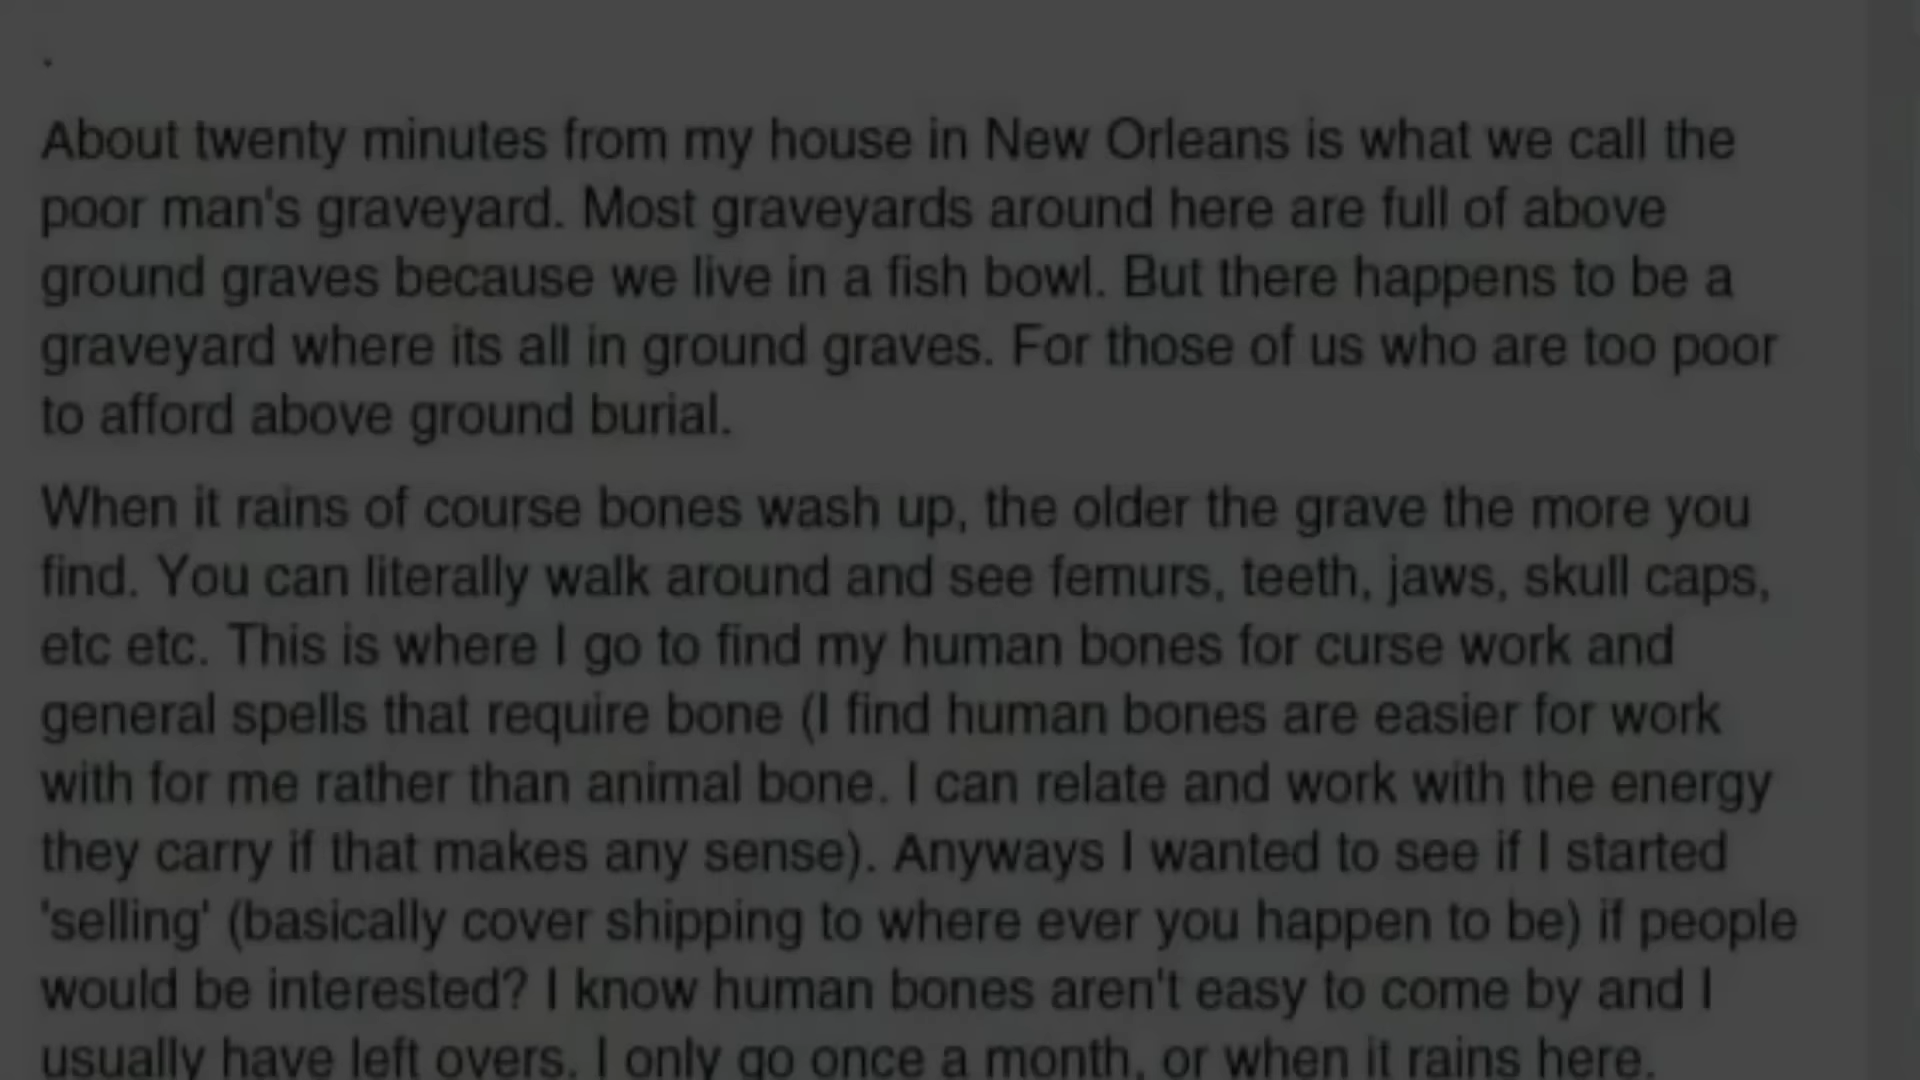 .
About twenty minutes from my house in New Orleans is what we call the
poor man's graveyard. Most graveyards around here are full of above
ground graves because we live in a fish bowl. But there happens to be a
graveyard where its all in ground graves. For those of us who are too poor
to afford above ground burial.
When it rains of course bones wash up, the older the grave the more you
find. You can literally walk around and see femurs, teeth, jaws, skull caps,
etc etc. This is where I go to find my human bones for curse work and
general spells that require bone (I find human bones are easier for work
with for me rather than animal bone. I can relate and work with the energy
they carry if that makes any sense). Anyways I wanted to see if I started
'selling' (basically cover shipping to where ever you happen to be) if people
would be interested? I know human bones aren't easy to come by and I
usually have left overs. I only go once a month, or when it rains here.